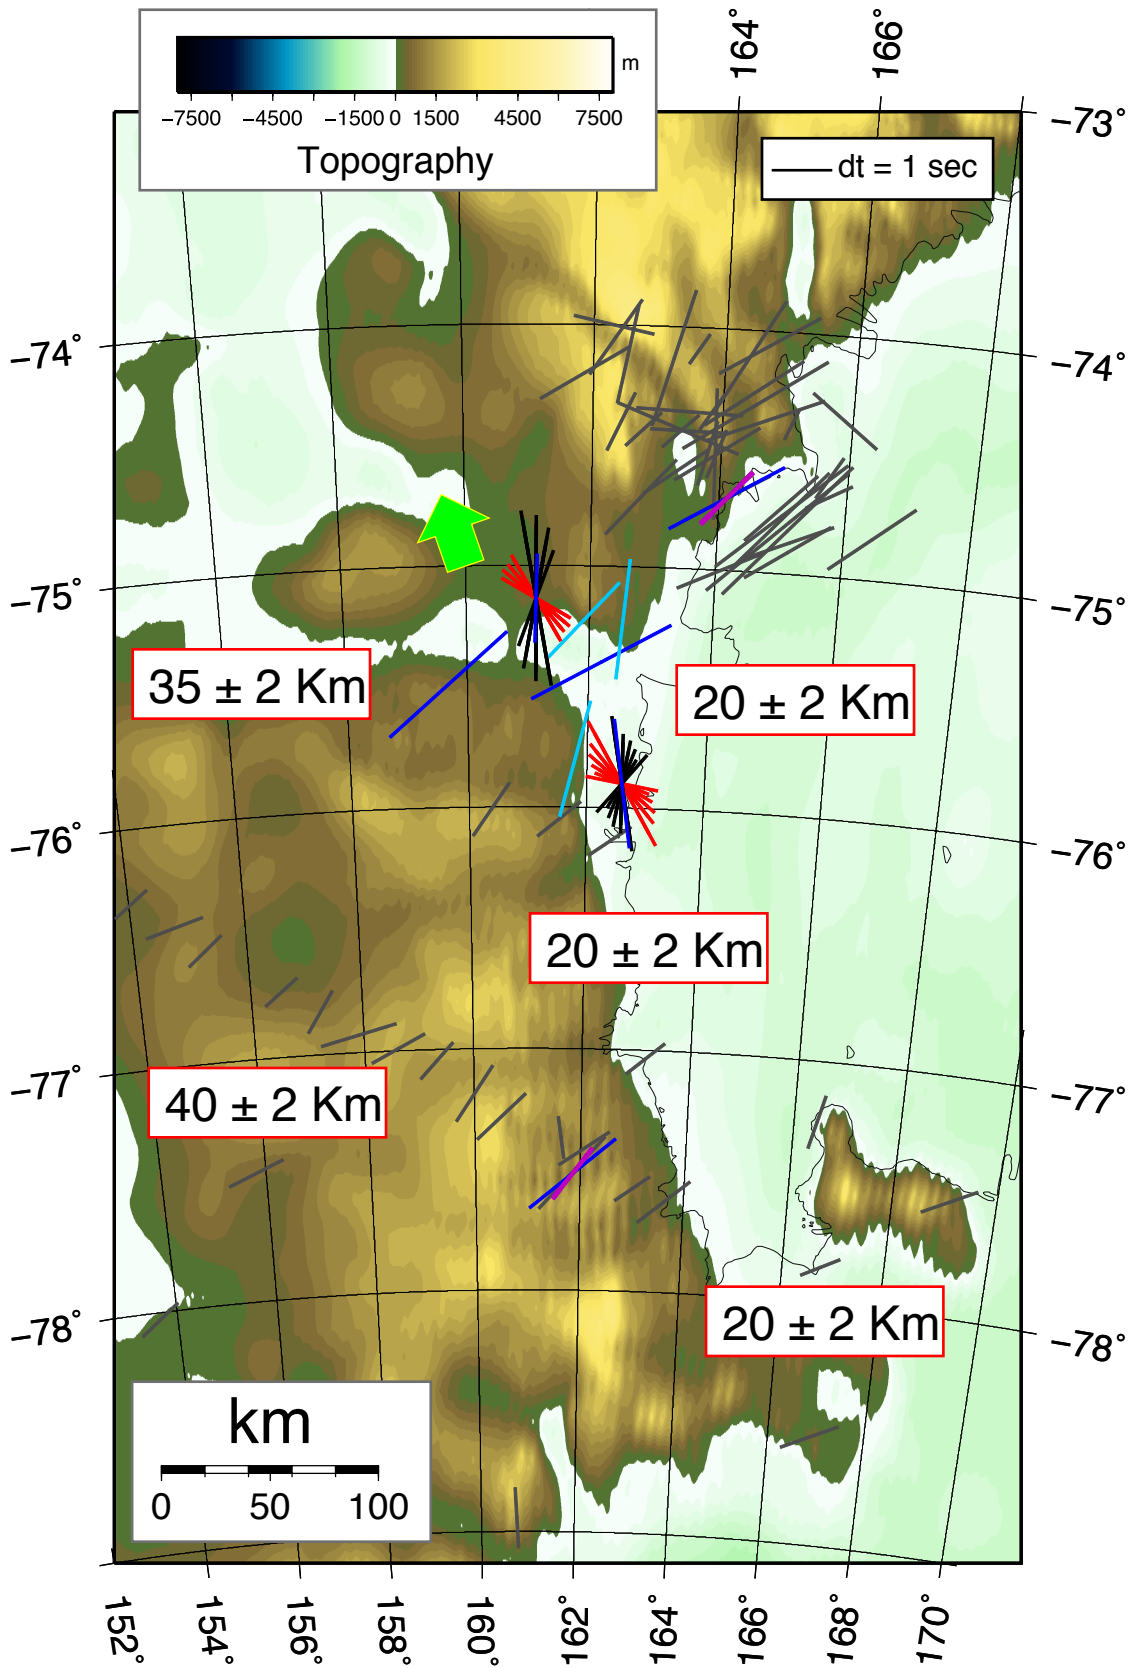 164° 166°
m
−7500 −4500 −1500 0 1500 4500 7500
Topography
−73°
dt = 1 sec
−74° −74°
−75° −75°
35 ± 2 Km
20 ± 2 Km
−76° −76°
20 ± 2 Km
−77° −77°
40 ± 2 Km
−78° −78°
20 ± 2 Km
km
0 50 100
152° 154° 156° 158° 160° 162° 164° 166° 168° 170°